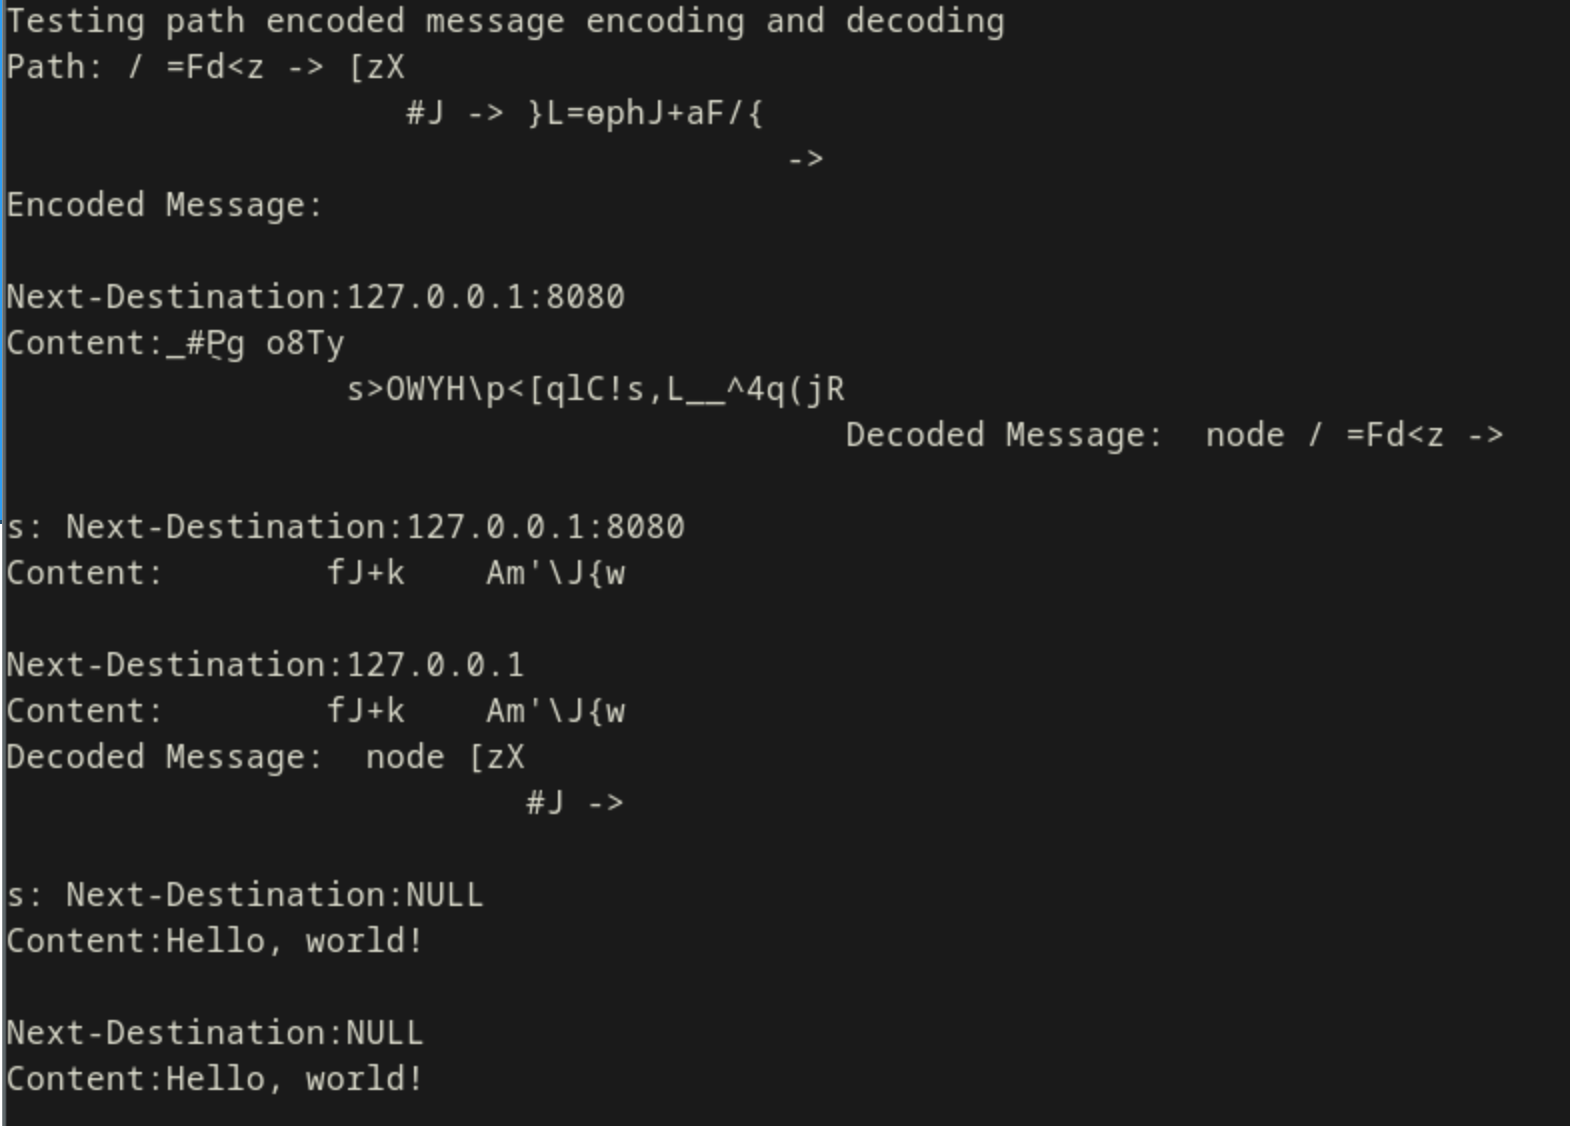 Testing path encoded message encoding and decoding
Path: / =Fd<z -> [zX
#J -> }L=ɵphJ+aF/{
->
Encoded Message:
Next-Destination:127.0.0.1:8080
Content:_#P̨g o8Ty
s>OWYH\p<[qlC!s,L__^4q(jR
Decoded Message:  node / =Fd<z ->
s: Next-Destination:127.0.0.1:8080
Content:        fJ+k    Am'\J{w
Next-Destination:127.0.0.1
Content:        fJ+k    Am'\J{w
Decoded Message:  node [zX
#J ->
s: Next-Destination:NULL
Content:Hello, world!
Next-Destination:NULL
Content:Hello, world!